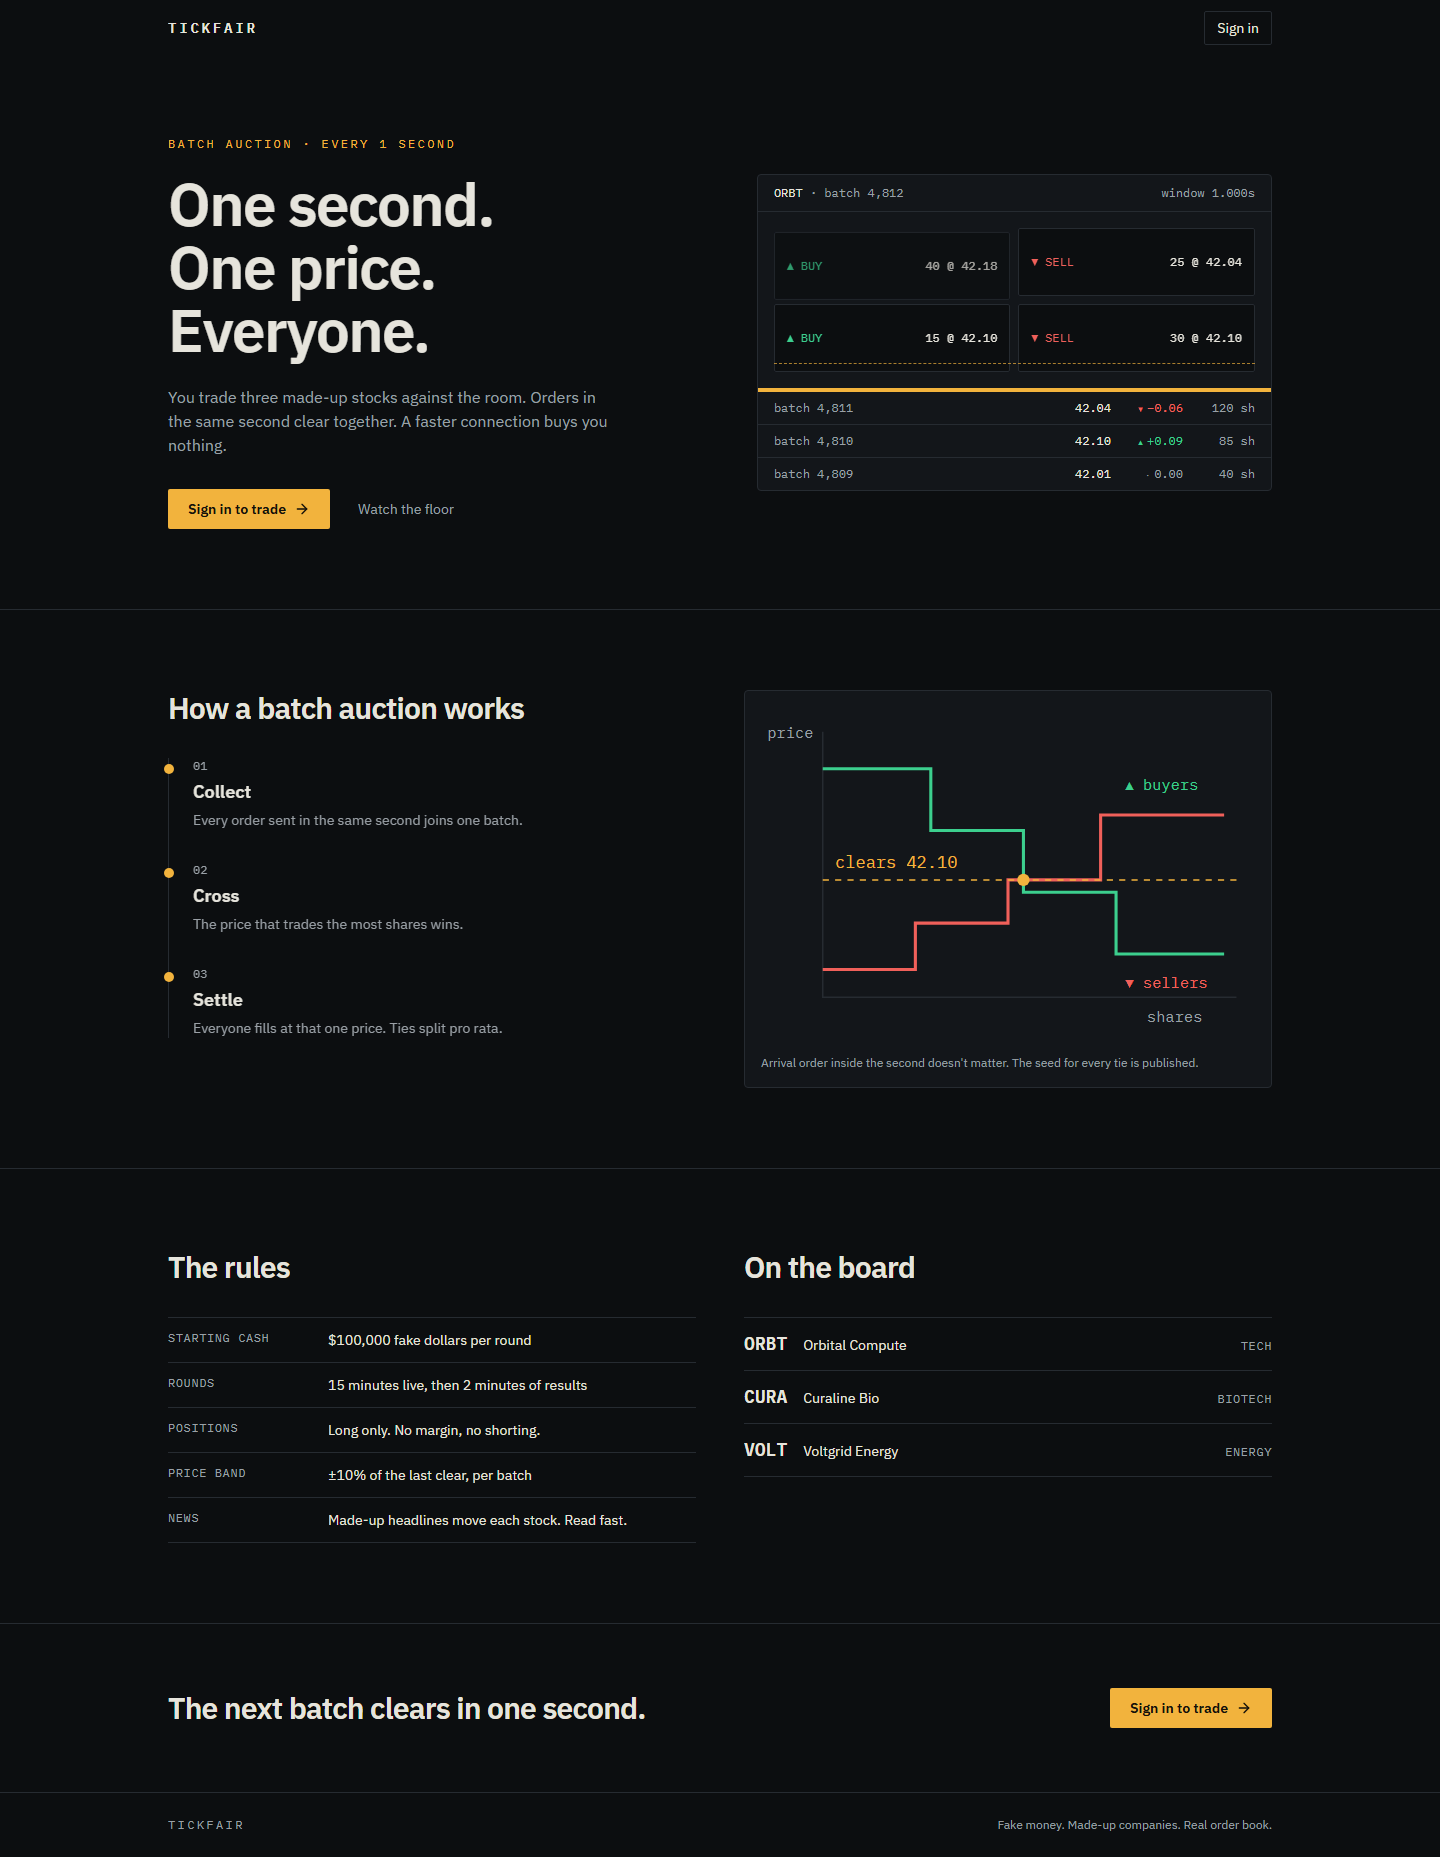 TICKFAIR
Sign in
BATCH AUCTION · EVERY 1 SECOND
One second.
One price.
Everyone.
You trade three made-up stocks against the room. Orders in
the same second clear together. A faster connection buys you
nothing.
Sign in to trade →
Watch the floor
ORBT · batch 4,812
window 1.000s
▲ BUY 40 @ 42.18
▼ SELL 25 @ 42.04
▲ BUY 15 @ 42.10
▼ SELL 30 @ 42.10
batch 4,811 42.04 ▼ −0.06 120 sh
batch 4,810 42.10 ▲ +0.09 85 sh
batch 4,809 42.01 · 0.00 40 sh
How a batch auction works
01
Collect
Every order sent in the same second joins one batch.
02
Cross
The price that trades the most shares wins.
03
Settle
Everyone fills at that one price. Ties split pro rata.
price
▲ buyers
clears 42.10
▼ sellers
shares
Arrival order inside the second doesn't matter. The seed for every tie is published.
The rules
STARTING CASH $100,000 fake dollars per round
ROUNDS 15 minutes live, then 2 minutes of results
POSITIONS Long only. No margin, no shorting.
PRICE BAND ±10% of the last clear, per batch
NEWS Made-up headlines move each stock. Read fast.
On the board
ORBT Orbital Compute TECH
CURA Curaline Bio BIOTECH
VOLT Voltgrid Energy ENERGY
The next batch clears in one second.
Sign in to trade →
TICKFAIR
Fake money. Made-up companies. Real order book.